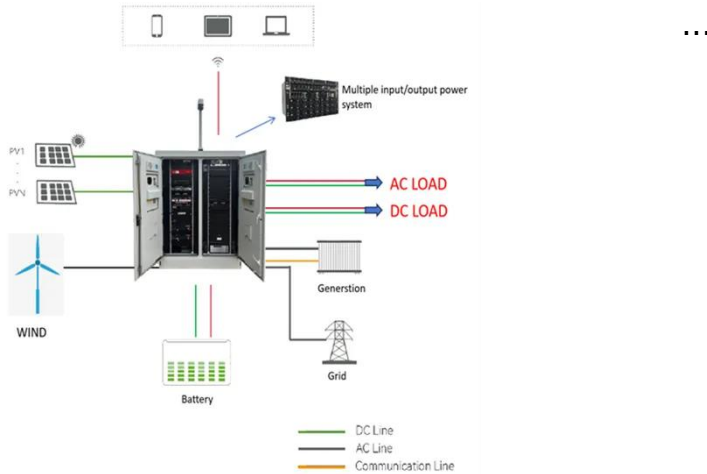 ...
Multiple input/output power
system
PV1
PVN
AC LOAD
DC LOAD
Generstion
WIND
Grid
Battery
DC Line
AC Line
Communication Line